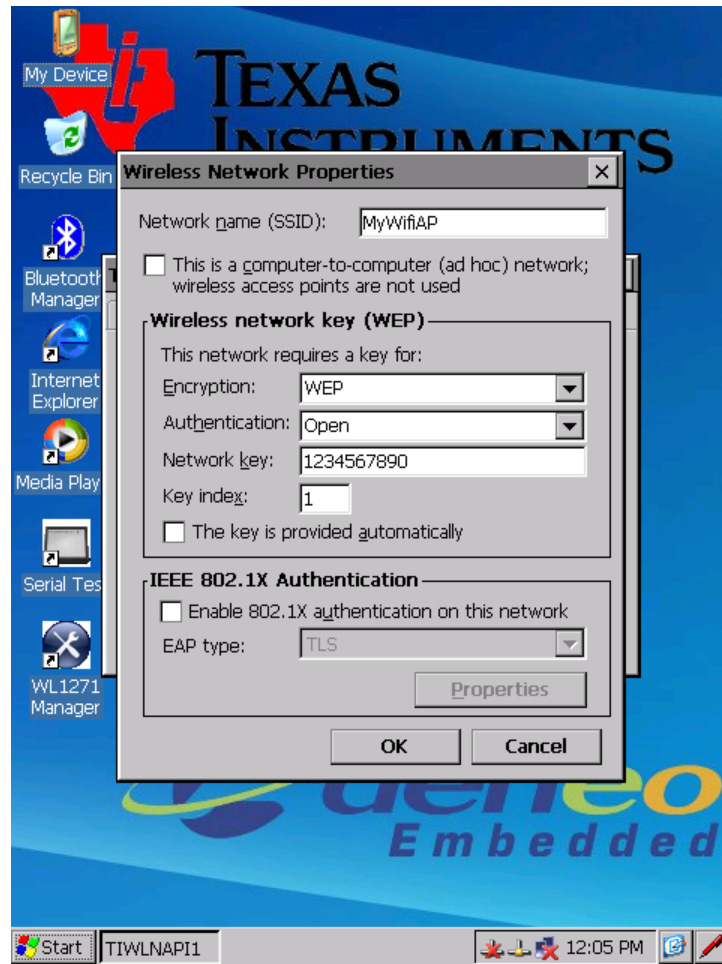 My Device
TEXAS
INSTRUMENTS
Recycle Bin
Wireless Network Properties
Network name (SSID):
MyWifiAP
This is a computer-to-computer (ad hoc) network;
wireless access points are not used
Bluetooth
Manager
Wireless network key (WEP)
This network requires a key for:
Internet
Explorer
Encryption:
WEP
Authentication:
Open
Network key:
1234567890
Media Play
Key index:
1
The key is provided automatically
IEEE 802.1X Authentication
Serial Tes
Enable 802.1X authentication on this network
EAP type:
TLS
WL1271
Manager
Properties
OK
Cancel
Embedded
Start
TIWLNAPI1
12:05 PM